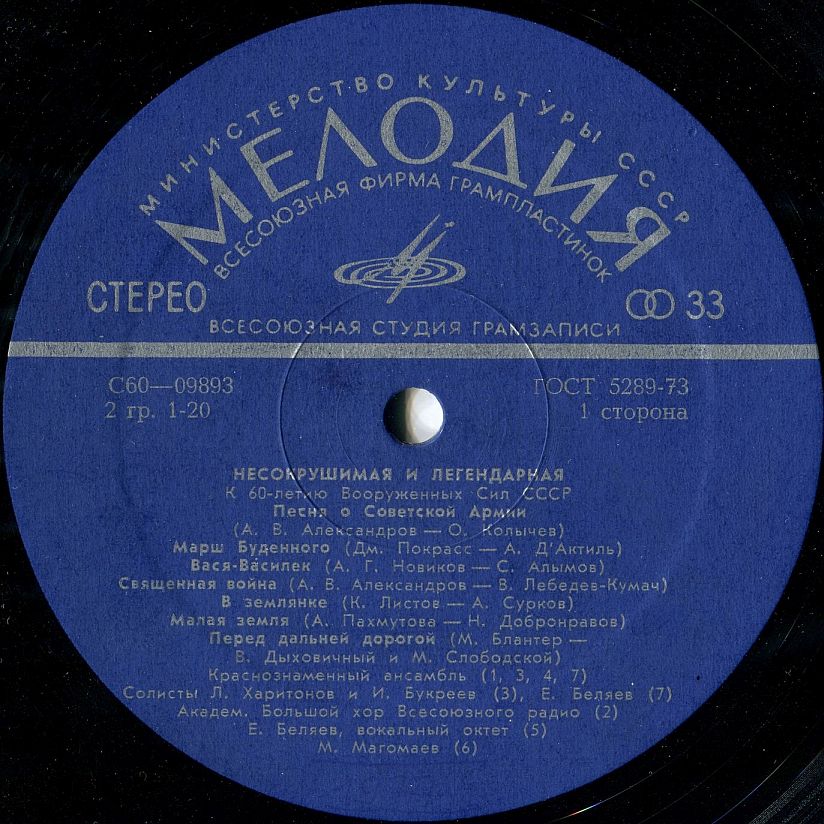 МИНИСТЕРСТВО КУЛЬТУРЫ СССР
МЕЛОДИЯ
ВСЕСОЮЗНАЯ ФИРМА ГРАМПЛАСТИНОК
СТЕРЕО
33
ВСЕСОЮЗНАЯ СТУДИЯ ГРАМЗАПИСИ
С60—09893
ГОСТ 5289-73
2 гр. 1-20
1 сторона
НЕСОКРУШИМАЯ И ЛЕГЕНДАРНАЯ
К 60-летию Вооруженных Сил СССР
Песня о Советской Армии
(А. В. Александров — О. Колычев)
Марш Буденного (Дм. Покрасс — А. Д'Актиль)
Вася-Василек (А. Г. Новиков — С. Алымов)
Священная война (А. В. Александров — В. Лебедев-Кумач)
В землянке (К. Листов — А. Сурков)
Малая земля (А. Пахмутова — Н. Добронравов)
Перед дальней дорогой (М. Блантер —
В. Дыховичный и М. Слободской)
Краснознаменный ансамбль (1, 3, 4, 7)
Солисты Л. Харитонов и И. Букреев (3), Е. Беляев (7)
Академ. Большой хор Всесоюзного радио (2)
Е. Беляев, вокальный октет (5)
М. Магомаев (6)